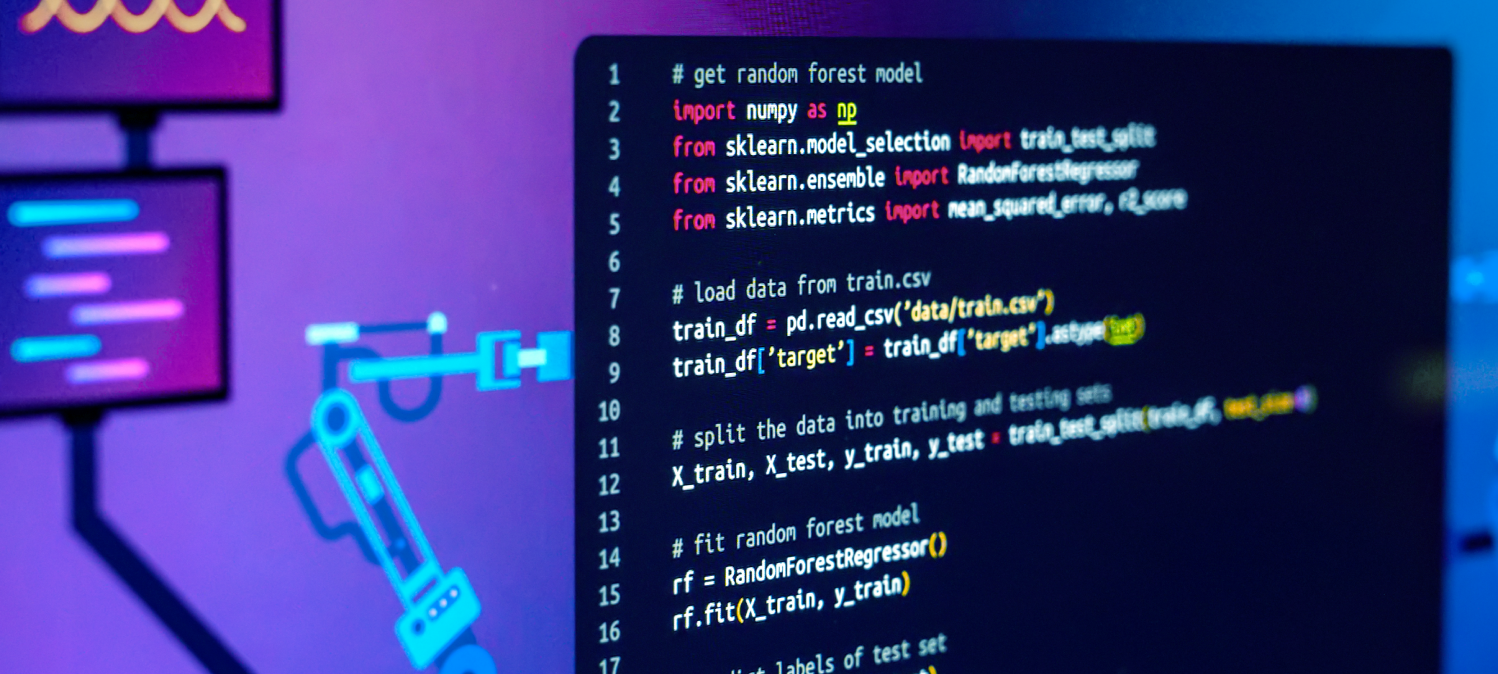 1 # get random forest model
2 import numpy as np
3 from sklearn.model_selection import train_test_split
4 from sklearn.ensemble import RandomForestRegressor
5 from sklearn.metrics import mean_squared_error, r2_score
6
7 # load data from train.csv
8 train_df = pd.read_csv('data/train.csv')
9 train_df['target'] = train_df['target'].astype(int)
10
11 # split the data into training and testing sets
12 X_train, X_test, y_train, y_test = train_test_split(train_df,
13
14 # fit random forest model
15 rf = RandomForestRegressor()
16 rf.fit(X_train, y_train)
17
labels of test set